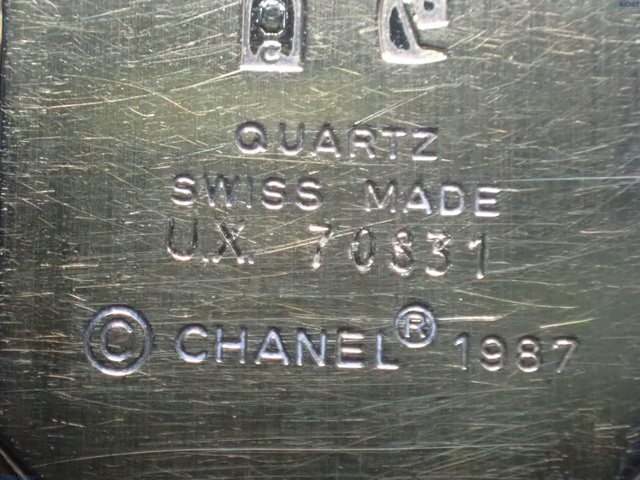 C
QUARTZ
SWISS MADE
U.X. 70831
© CHANEL® 1987